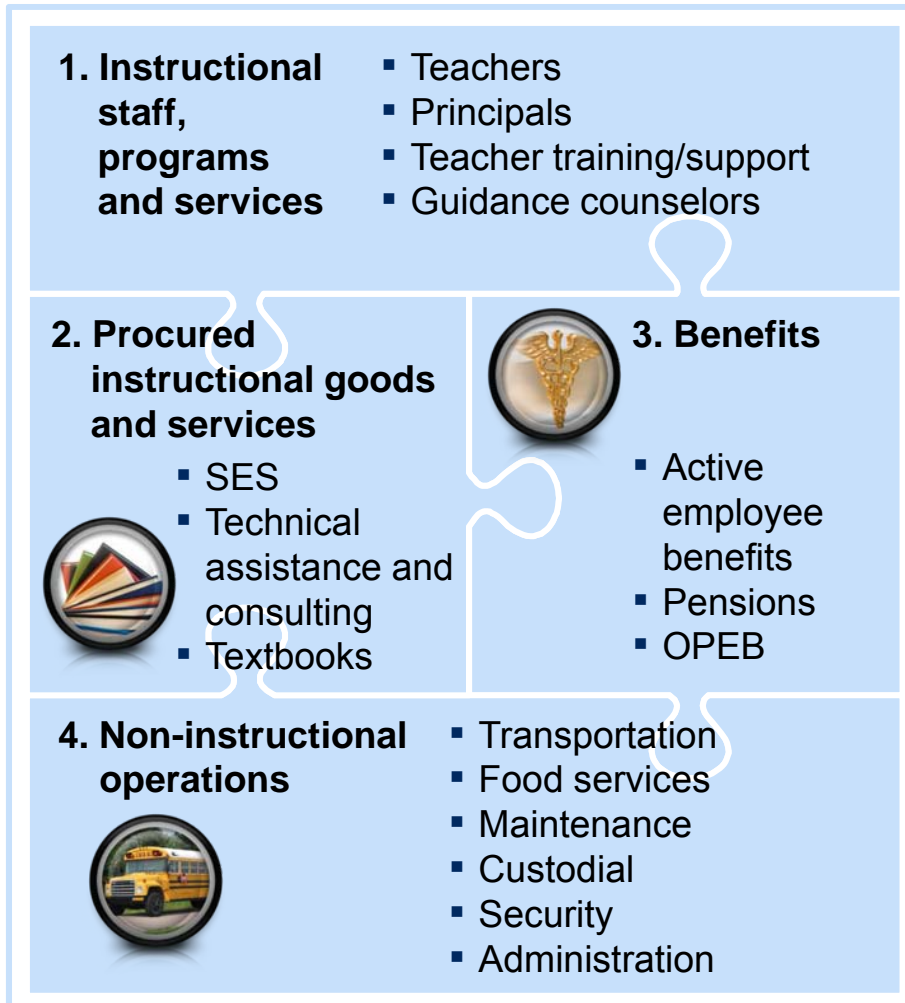 1. Instructional
staff,
programs
and services
▪ Teachers
▪ Principals
▪ Teacher training/support
▪ Guidance counselors
2. Procured
instructional goods
and services
▪ SES
▪ Technical
assistance and
consulting
▪ Textbooks
3. Benefits
▪ Active
employee
benefits
▪ Pensions
▪ OPEB
4. Non-instructional
operations
▪ Transportation
▪ Food services
▪ Maintenance
▪ Custodial
▪ Security
▪ Administration